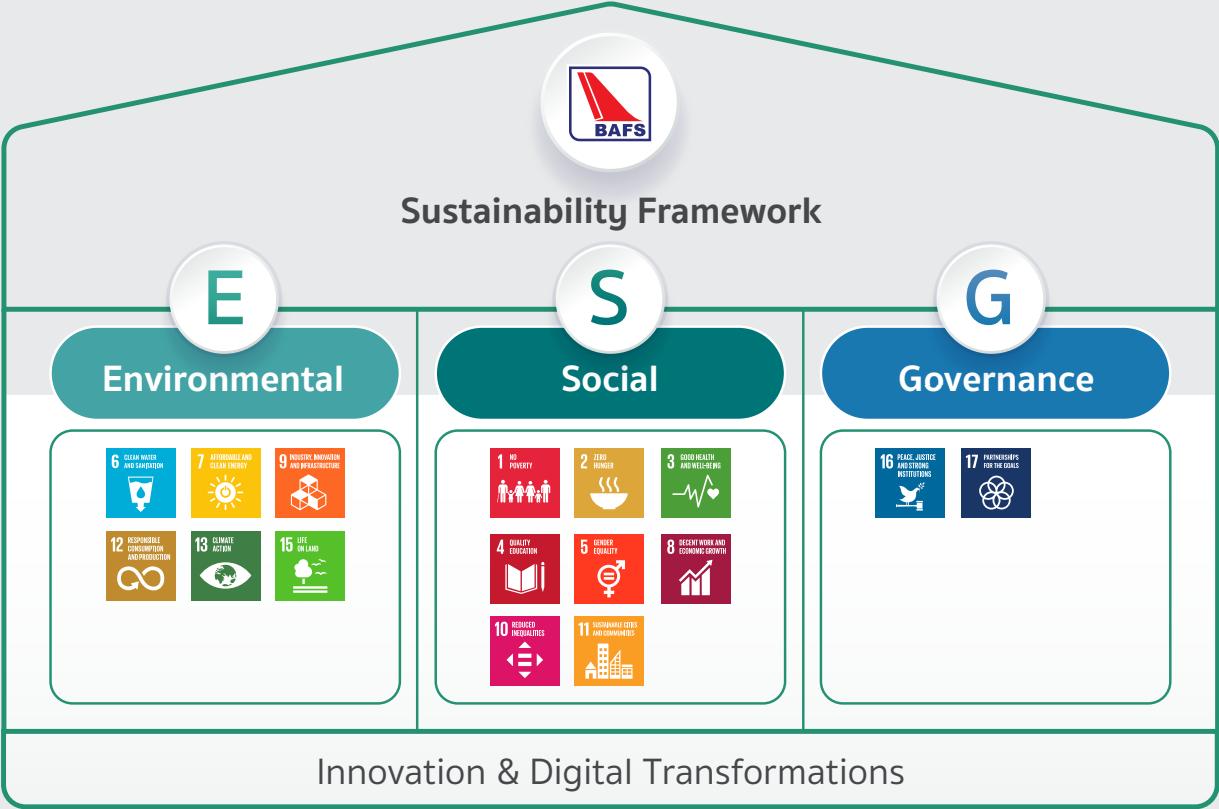 BAFS
Sustainability Framework
E
S
G
Environmental
Social
Governance
6 CLEAN WATER
AND SANITATION
7 AFFORDABLE AND
CLEAN ENERGY
9 INDUSTRY, INNOVATION
AND INFRASTRUCTURE
12 RESPONSIBLE
CONSUMPTION
AND PRODUCTION
13 CLIMATE
ACTION
15 LIFE
ON LAND
1 NO
POVERTY
2 ZERO
HUNGER
3 GOOD HEALTH
AND WELL-BEING
4 QUALITY
EDUCATION
5 GENDER
EQUALITY
8 DECENT WORK AND
ECONOMIC GROWTH
10 REDUCED
INEQUALITIES
11 SUSTAINABLE CITIES
AND COMMUNITIES
16 PEACE, JUSTICE
AND STRONG
INSTITUTIONS
17 PARTNERSHIPS
FOR THE GOALS
Innovation & Digital Transformations